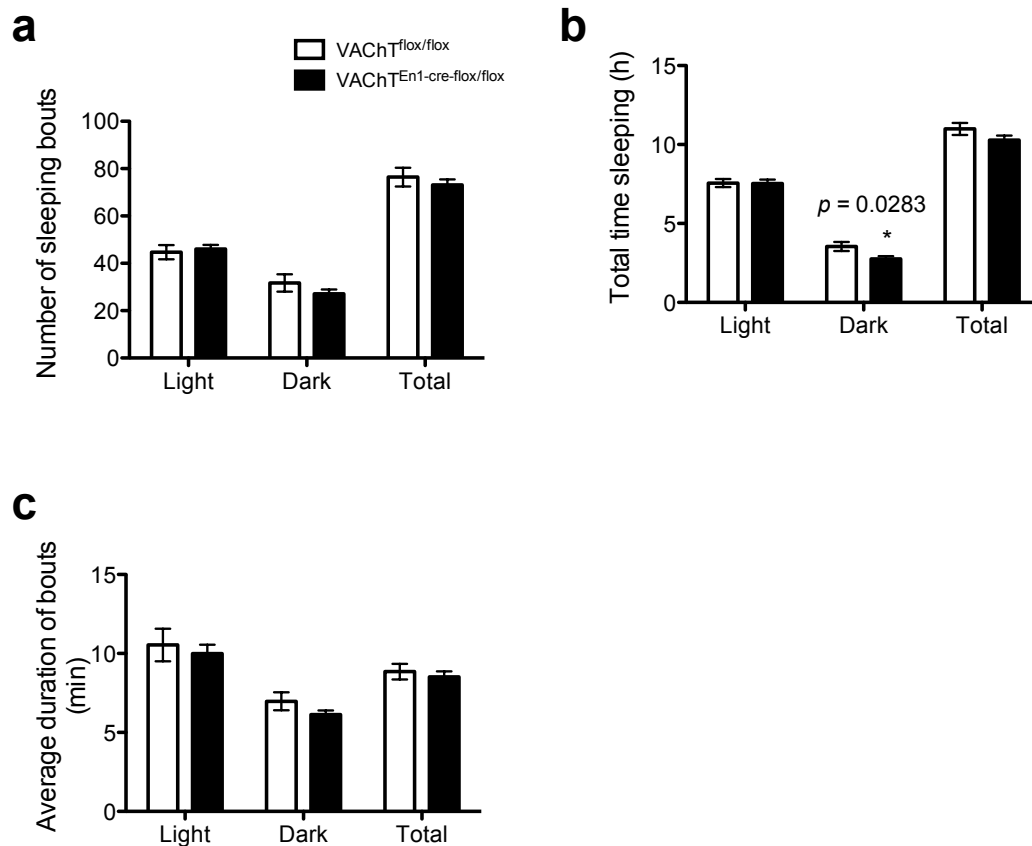 a
VAChT^flox/flox
VAChT^En1-cre-flox/flox
Number of sleeping bouts
100
80
60
40
20
0
Light Dark Total
b
Total time sleeping (h)
15
10
5
0
p = 0.0283
*
Light Dark Total
c
Average duration of bouts
(min)
15
10
5
0
Light Dark Total